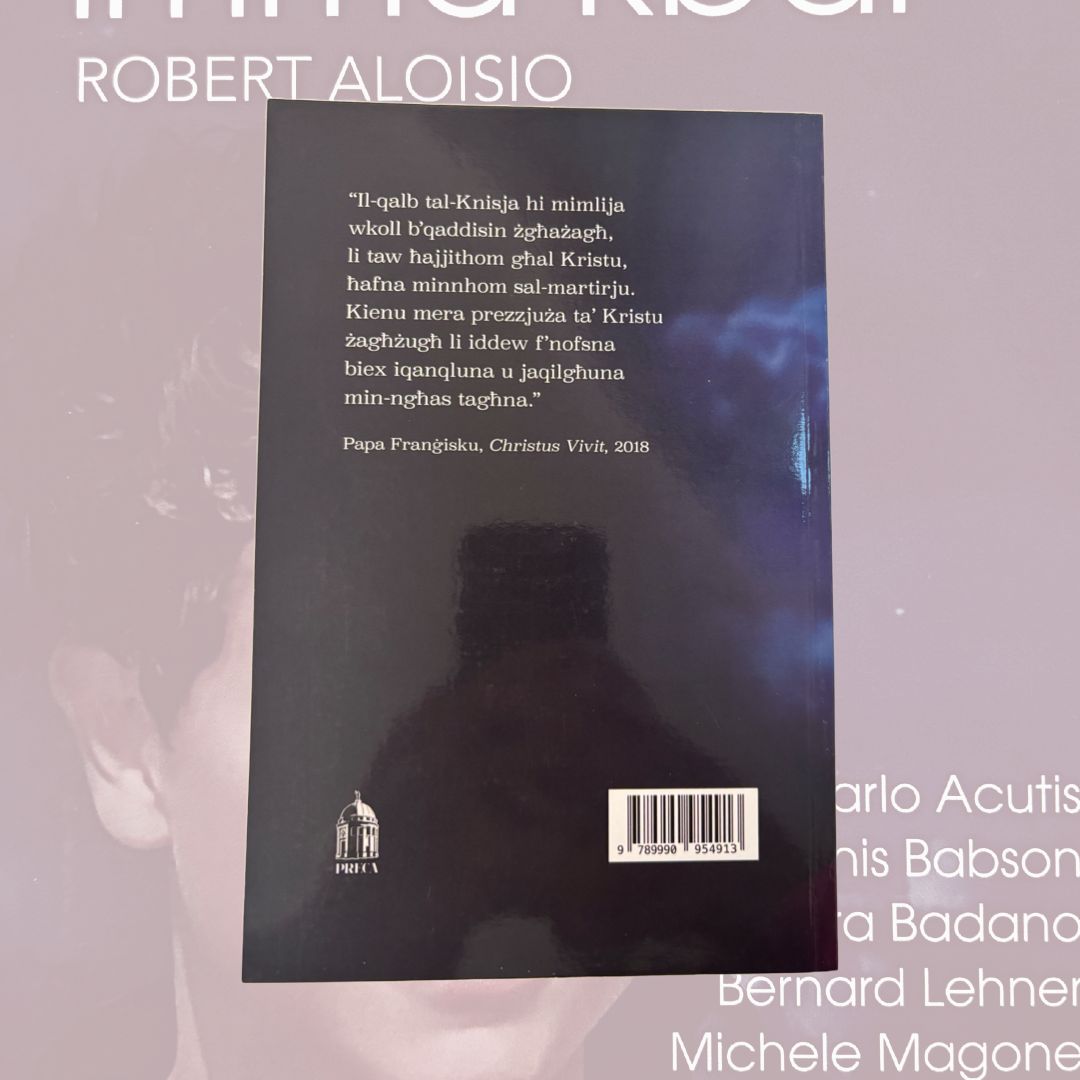 ROBERT ALOISIO
“Il-qalb tal-Knisja hi mimlija
wkoll b’qaddisin żgħażagħ,
li taw ħajjithom għal Kristu,
ħafna minnhom sal-martirju.
Kienu mera prezzjuża ta’ Kristu
żagħżugħ li iddew f’nofsna
biex iqanqluna u jaqilgħuna
min-ngħas tagħna.”
Papa Franġisku, Christus Vivit, 2018
PRECA
9 789990 954913
arlo Acutis
nis Babson
ra Badano
Bernard Lehner
Michele Magone